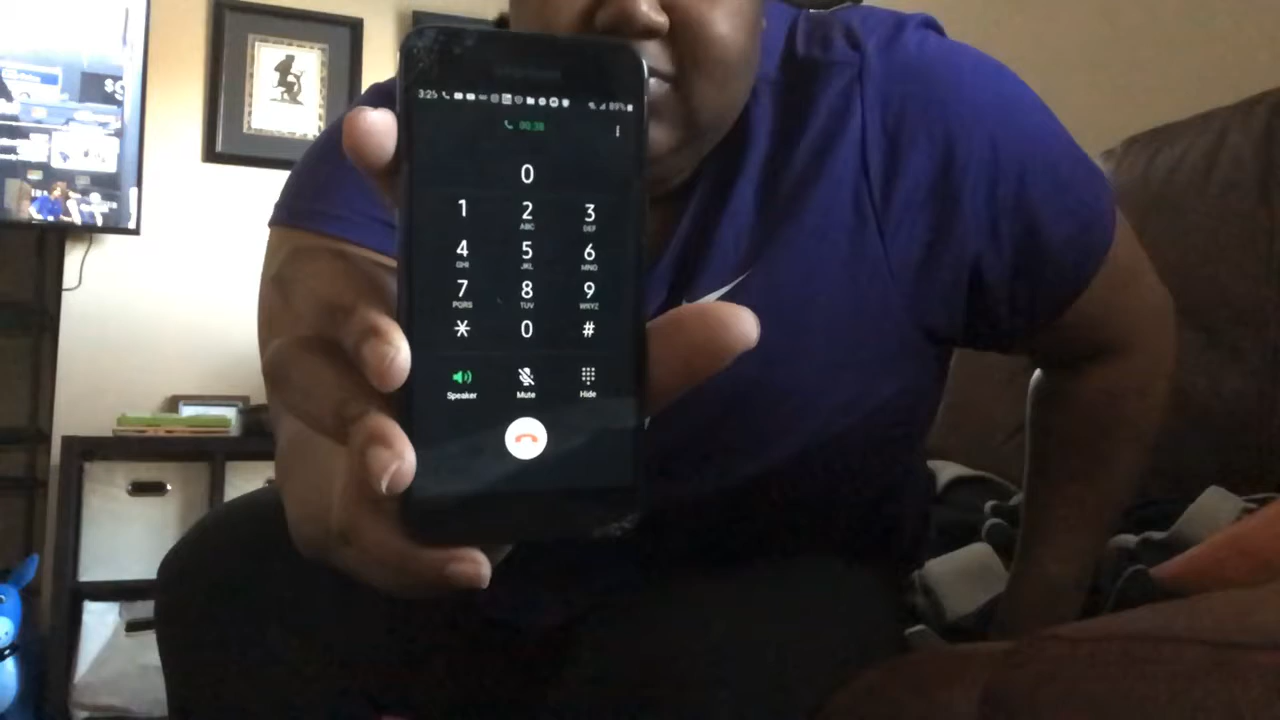 3:25 89%
00:38
0
1 2 3
ABC DEF
4 5 6
GHI JKL MNO
7 8 9
PQRS TUV WXYZ
* 0 #
Speaker Mute Hide